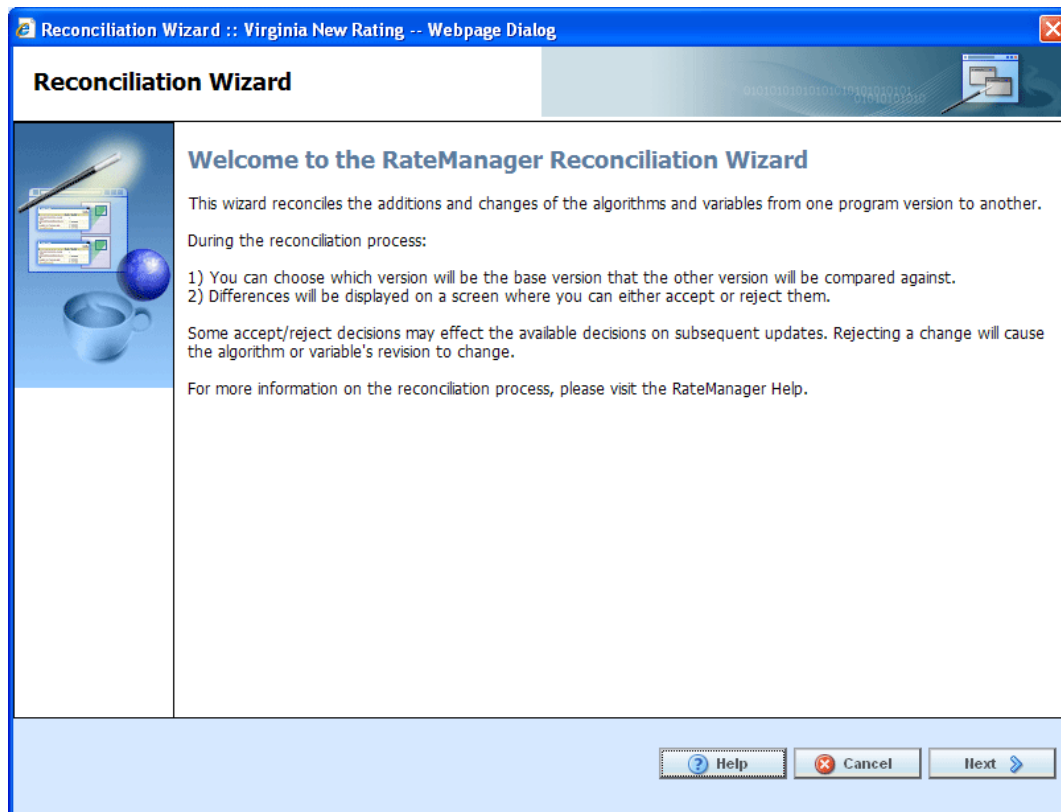 Reconciliation Wizard :: Virginia New Rating -- Webpage Dialog
Reconciliation Wizard
Welcome to the RateManager Reconciliation Wizard
This wizard reconciles the additions and changes of the algorithms and variables from one program version to another.
During the reconciliation process:
1) You can choose which version will be the base version that the other version will be compared against.
2) Differences will be displayed on a screen where you can either accept or reject them.
Some accept/reject decisions may effect the available decisions on subsequent updates. Rejecting a change will cause
the algorithm or variable's revision to change.
For more information on the reconciliation process, please visit the RateManager Help.
Help Cancel Next